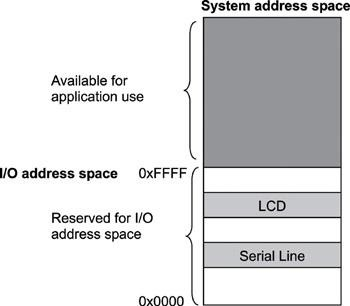 System address space
Available for
application use
I/O address space 0xFFFF
Reserved for I/O
address space
LCD
Serial Line
0x0000